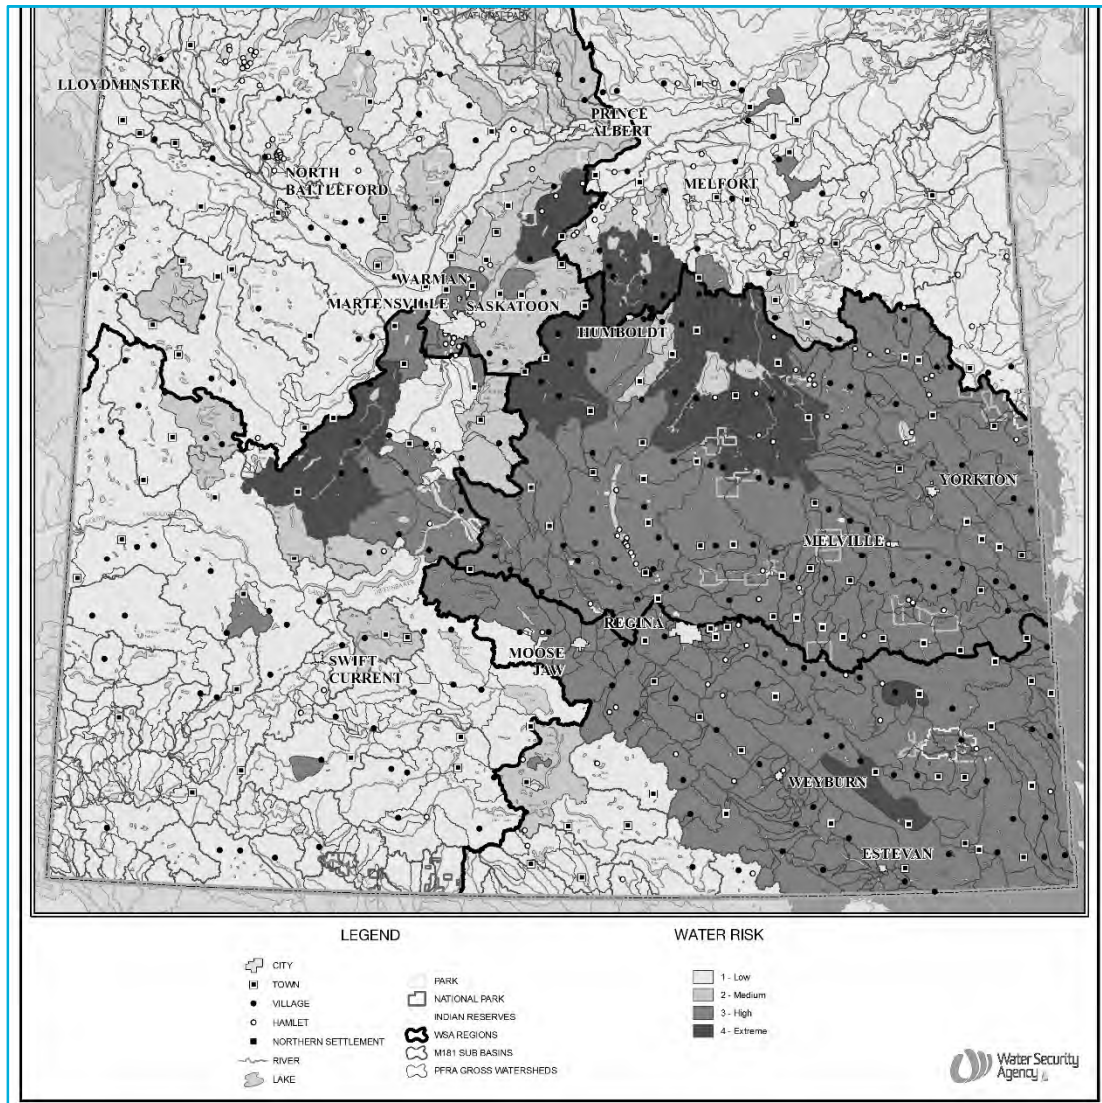 NATIONAL PARK
LLOYDMINSTER
PRINCE
ALBERT
NORTH
BATTLEFORD
MELFORT
WARMAN
MARTENSVILLE
SASKATOON
HUMBOLDT
YORKTON
MELVILLE
REGINA
MOOSE
JAW
SWIFT
CURRENT
WEYBURN
ESTEVAN
LEGEND
CITY
TOWN
VILLAGE
HAMLET
NORTHERN SETTLEMENT
RIVER
LAKE
PARK
NATIONAL PARK
INDIAN RESERVES
WSA REGIONS
M181 SUB BASINS
PFRA GROSS WATERSHEDS
WATER RISK
1 - Low
2 - Medium
3 - High
4 - Extreme
Water Security
Agency